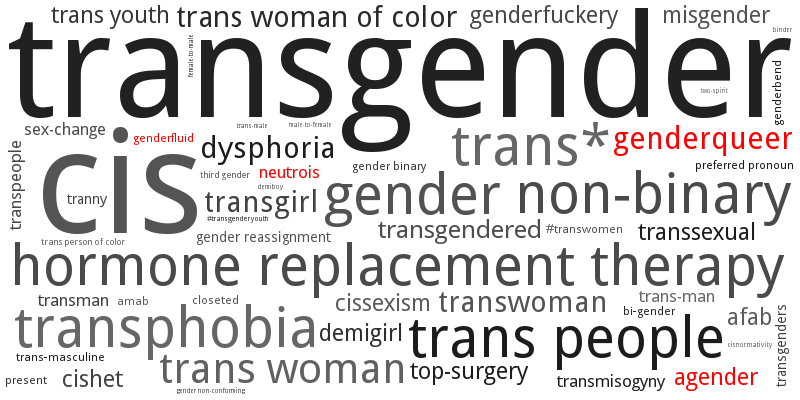 trans youth
trans woman of color
genderfuckery
misgender
transgender
binder
female-to-male
two-spirit
genderbend
sex-change
genderfluid
trans-male
male-to-female
cis
dysphoria
trans*
genderqueer
transpeople
third gender
neutrois
gender binary
preferred pronoun
demiboy
tranny
transgirl
gender non-binary
#transgenderyouth
trans person of color
gender reassignment
transgendered
#transwomen
transsexual
hormone replacement therapy
transman
amab
closeted
cissexism
transwoman
trans-man
bi-gender
afab
transgenders
transphobia
demigirl
trans people
cisnormativity
trans-masculine
trans woman
top-surgery
present
cishet
gender non-conforming
transmisogyny
agender